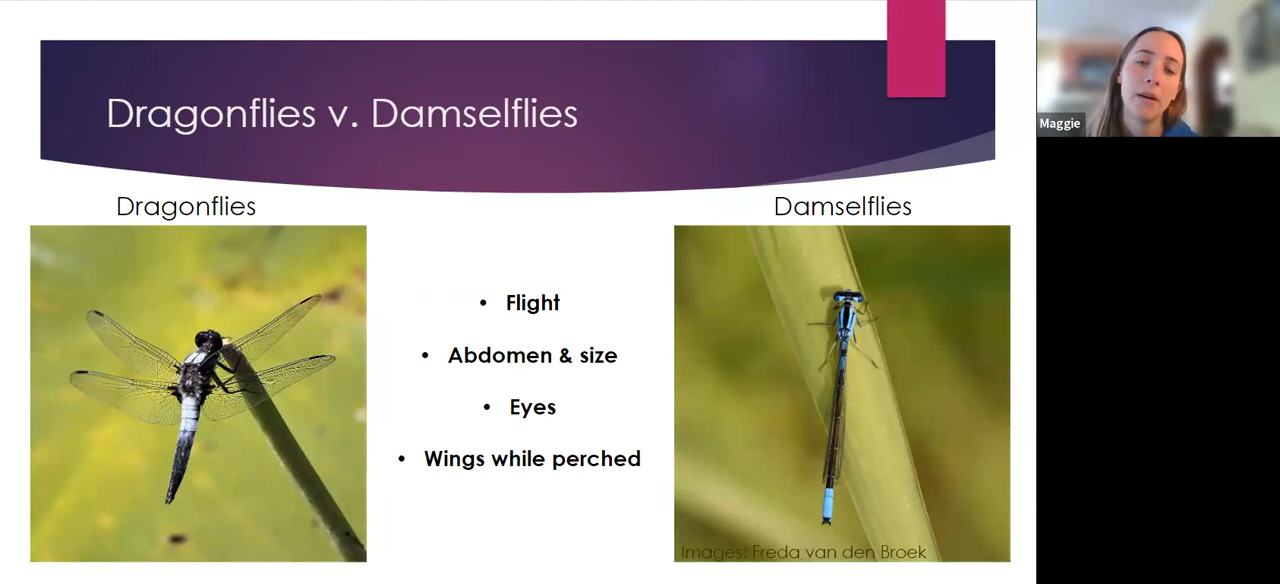 Dragonflies v. Damselflies
Maggie
Dragonflies
Damselflies
• Flight
• Abdomen & size
• Eyes
• Wings while perched
Images: Freda van den Broek